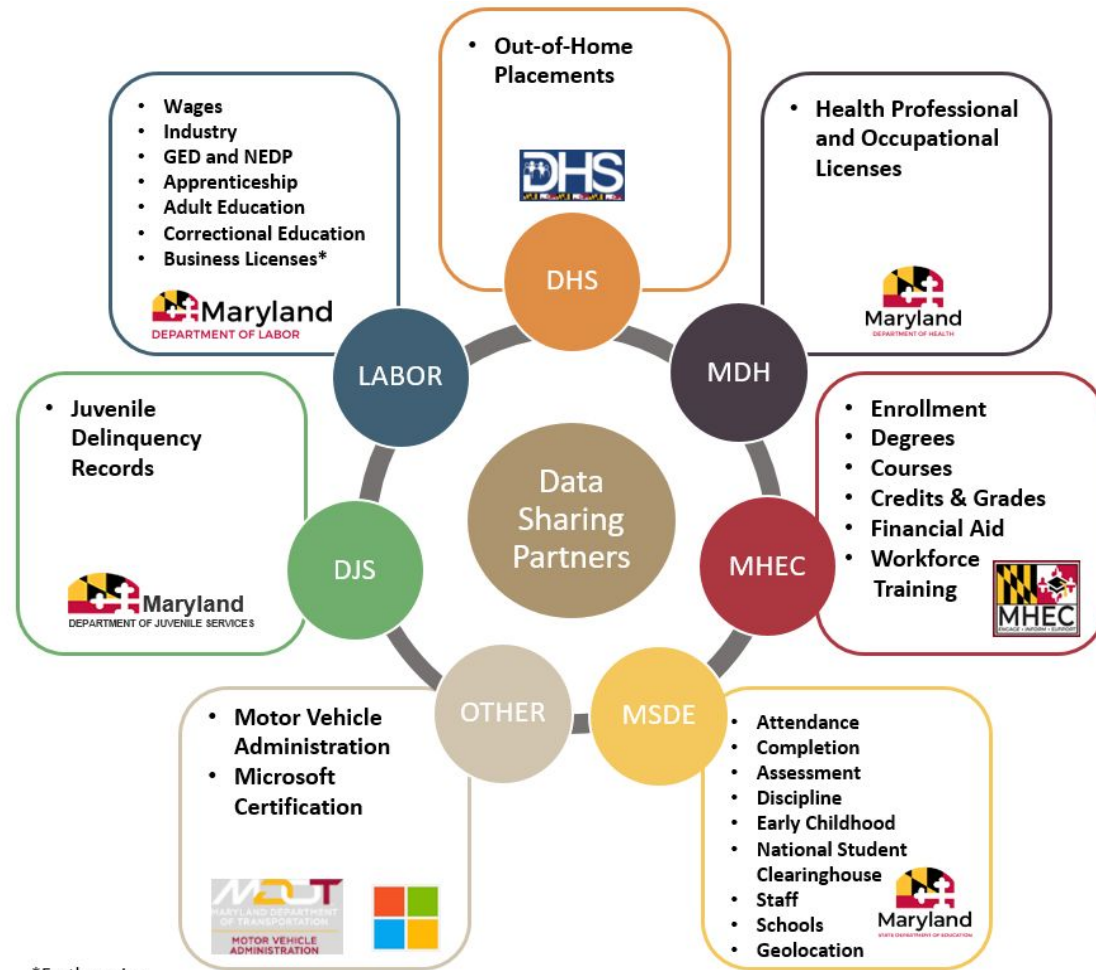 • Out-of-Home
Placements
DHS
DHS
• Wages
• Industry
• GED and NEDP
• Apprenticeship
• Adult Education
• Correctional Education
• Business Licenses*
Maryland
DEPARTMENT OF LABOR
LABOR
• Health Professional
and Occupational
Licenses
Maryland
DEPARTMENT OF HEALTH
MDH
• Juvenile
Delinquency
Records
Maryland
DEPARTMENT OF JUVENILE SERVICES
DJS
Data
Sharing
Partners
• Enrollment
• Degrees
• Courses
• Credits & Grades
• Financial Aid
• Workforce
Training
MHEC
ENGAGE • INFORM • SUPPORT
MHEC
• Motor Vehicle
Administration
• Microsoft
Certification
MDOT
MARYLAND DEPARTMENT
OF TRANSPORTATION
MOTOR VEHICLE
ADMINISTRATION
OTHER
MSDE
• Attendance
• Completion
• Assessment
• Discipline
• Early Childhood
• National Student
Clearinghouse
• Staff
• Schools
• Geolocation
Maryland
STATE DEPARTMENT OF EDUCATION